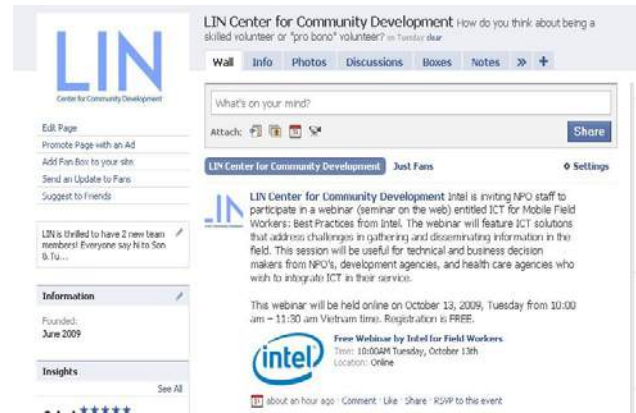 LIN Center for Community Development How do you think about being a
skilled volunteer or "pro bono" volunteer? on Tuesday clear
LIN
Center for Community Development
Wall Info Photos Discussions Boxes Notes » +
What's on your mind?
Attach: 31
Share
Edit Page
Promote Page with an Ad
Add Fan Box to your site
Send an Update to Fans
Suggest to Friends
LIN Center for Community Development Just Fans Settings
LIN is thrilled to have 2 new team
members! Everyone say hi to Son
& Tu...
Information
Founded:
June 2009
Insights
See All
LIN
LIN Center for Community Development Intel is inviting NPO staff to
participate in a webinar (seminar on the web) entitled ICT for Mobile Field
Workers: Best Practices from Intel. The webinar will feature ICT solutions
that address challenges in gathering and disseminating information in the
field. This session will be useful for technical and business decision
makers from NPO's, development agencies, and health care agencies who
wish to integrate ICT in their service.
This webinar will be held online on October 13, 2009, Tuesday from 10:00
am – 11:30 am Vietnam time. Registration is FREE.
intel
Free Webinar by Intel for Field Workers
Time: 10:00AM Tuesday, October 13th
Location: Online
31 about an hour ago · Comment · Like · Share · RSVP to this event